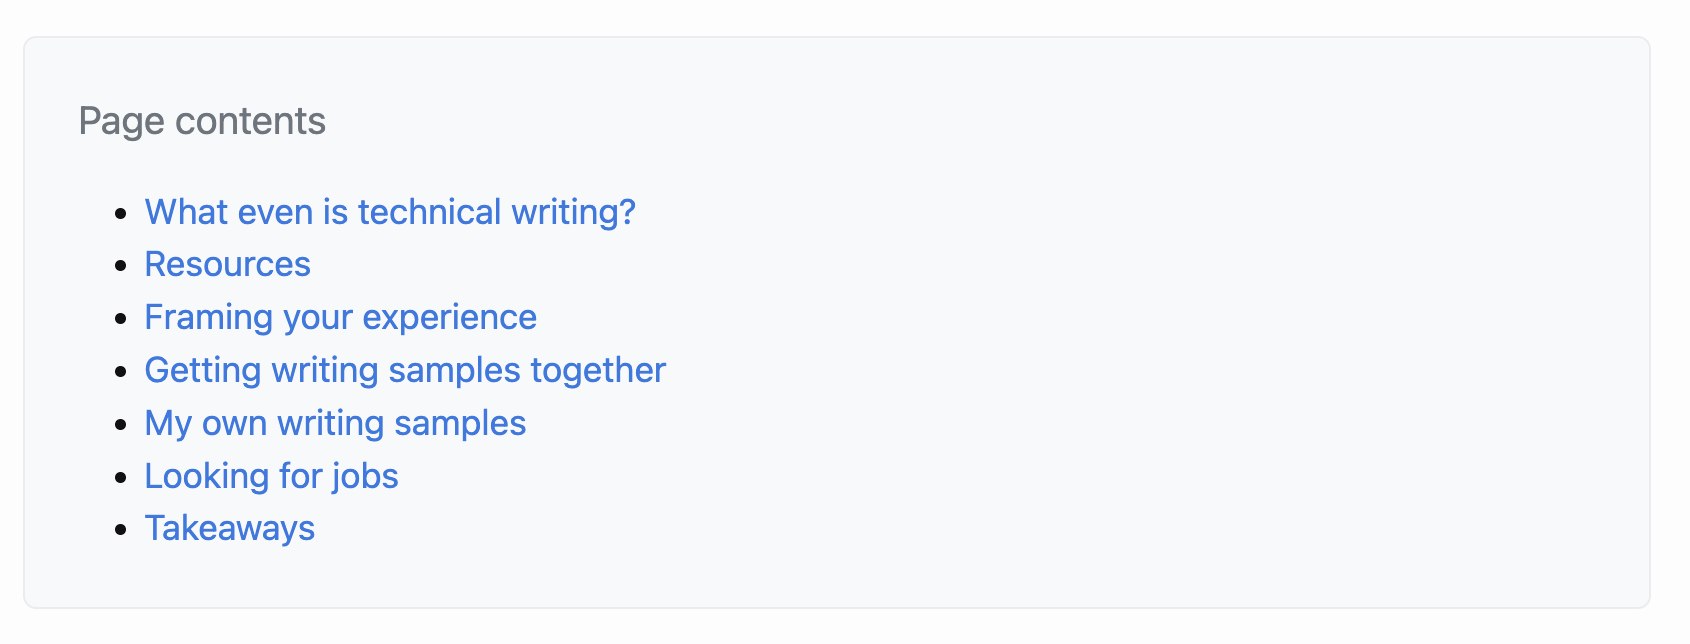 Page contents
What even is technical writing?
Resources
Framing your experience
Getting writing samples together
My own writing samples
Looking for jobs
Takeaways